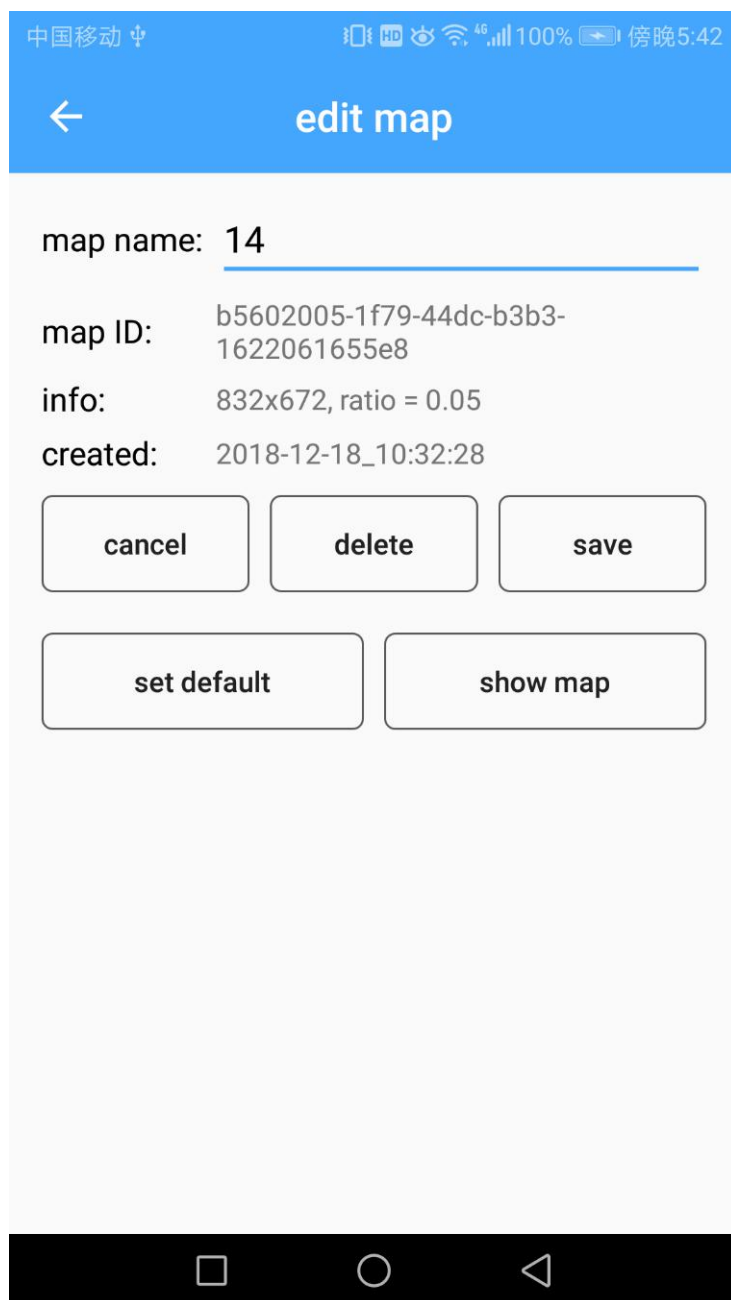 中国移动 HD 46 100% 傍晚5:42
edit map
map name: 14
map ID: b5602005-1f79-44dc-b3b3-
1622061655e8
info: 832x672, ratio = 0.05
created: 2018-12-18_10:32:28
cancel delete save
set default show map